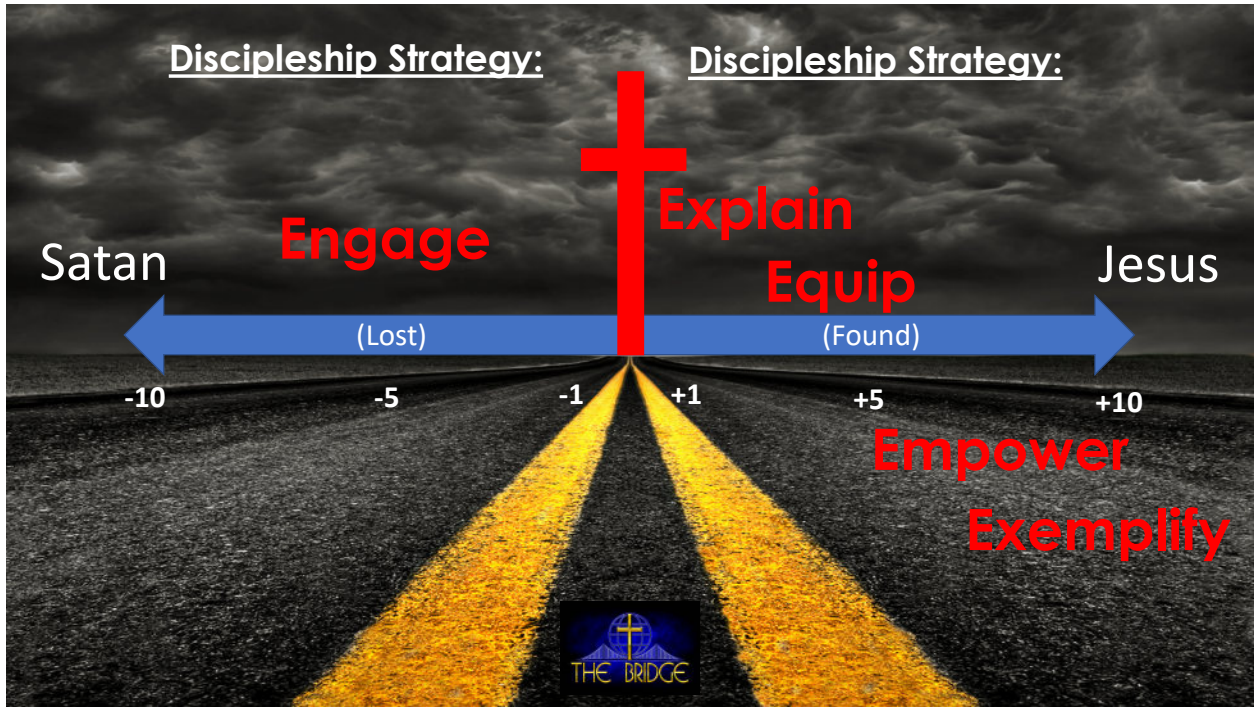 Discipleship Strategy:
Discipleship Strategy:
Explain
Engage
Satan
Jesus
Equip
(Lost)
(Found)
-10
-5
-1
+1
+5
+10
Empower
Exemplify
THE BRIDGE